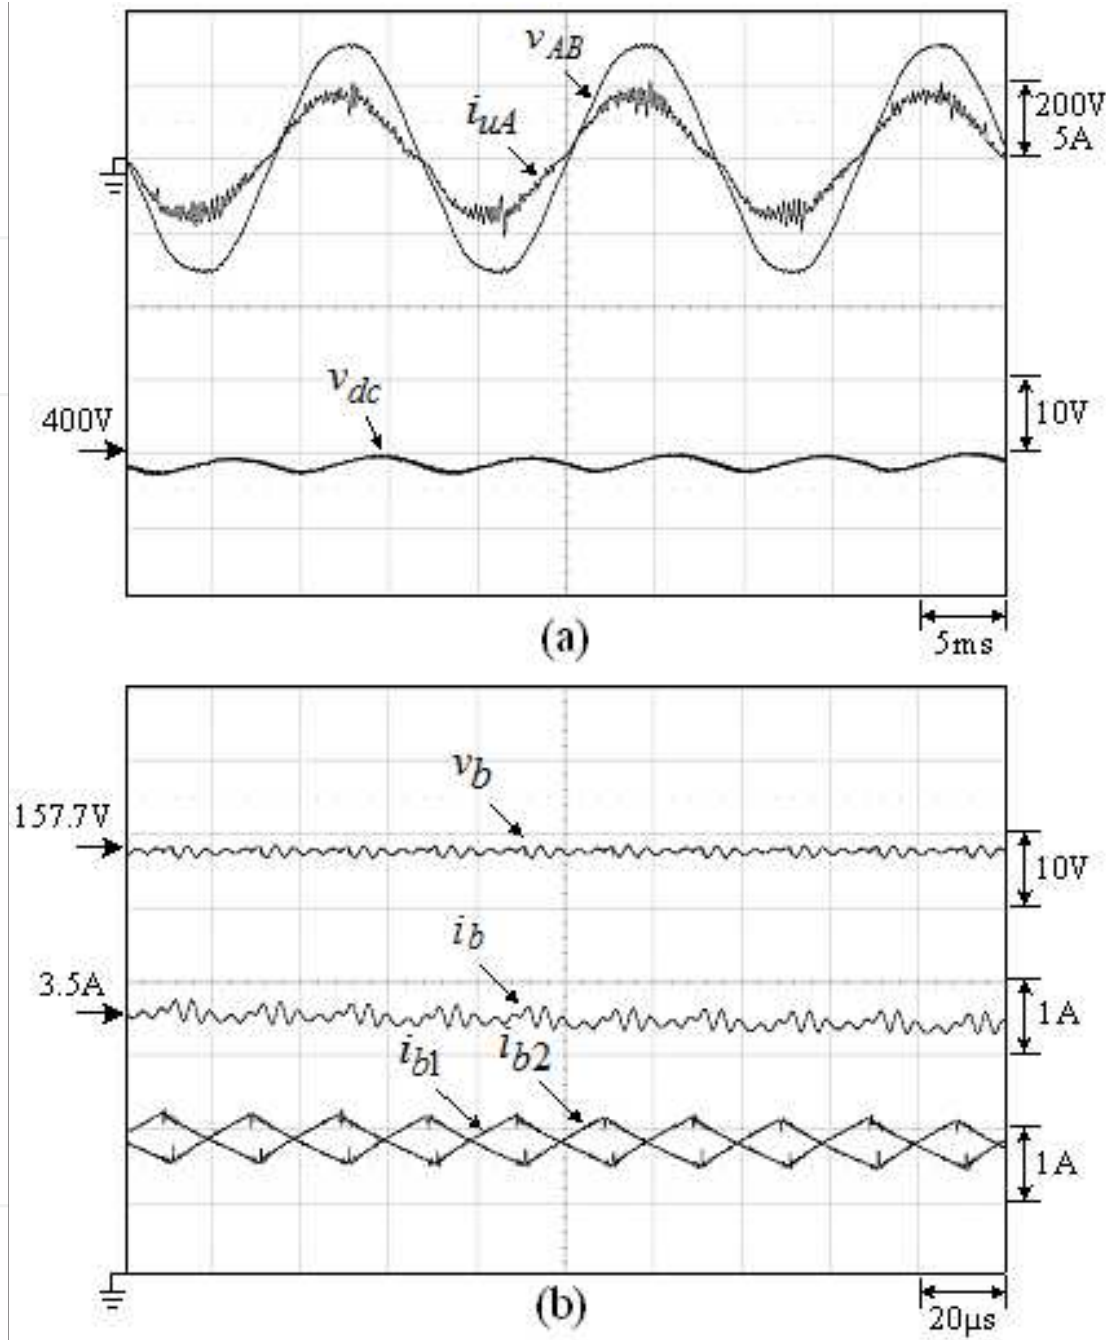 v_AB
200V
i_uA
5A
v_dc
400V
10V
(a)
5ms
v_b
157.7V
10V
i_b
3.5A
1A
i_b1
i_b2
1A
(b)
20µs